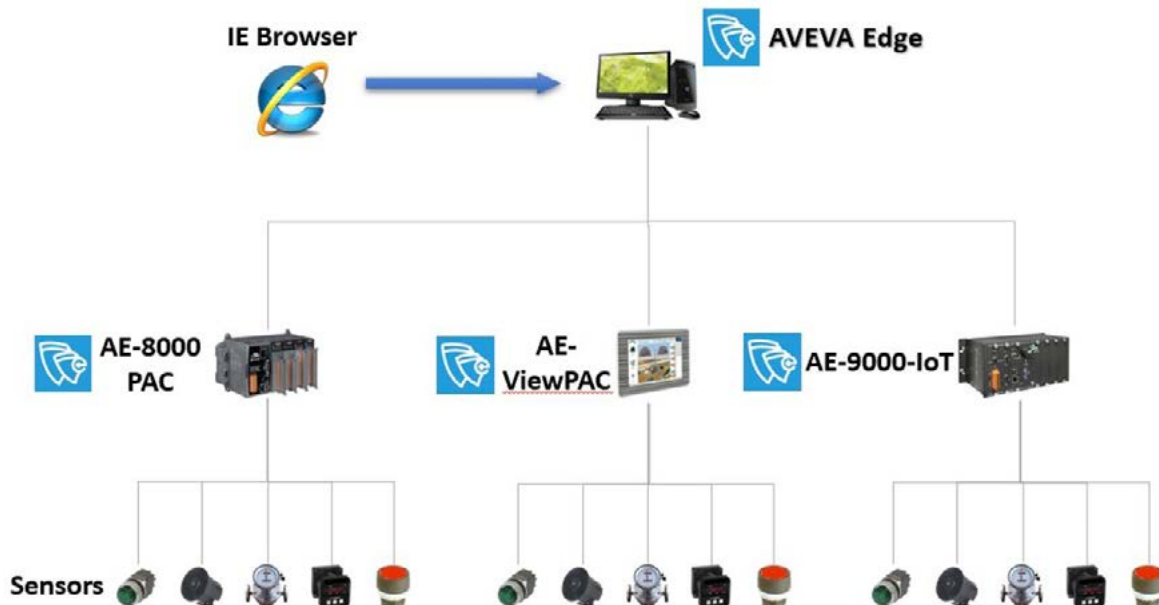 IE Browser
AVEVA Edge
AE-8000
PAC
AE-
ViewPAC
AE-9000-IoT
Sensors